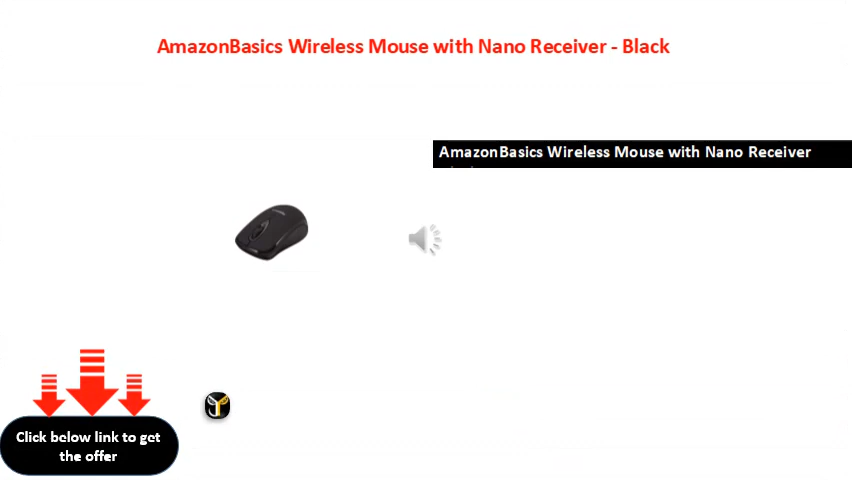 AmazonBasics Wireless Mouse with Nano Receiver - Black
AmazonBasics Wireless Mouse with Nano Receiver
Click below link to get
the offer